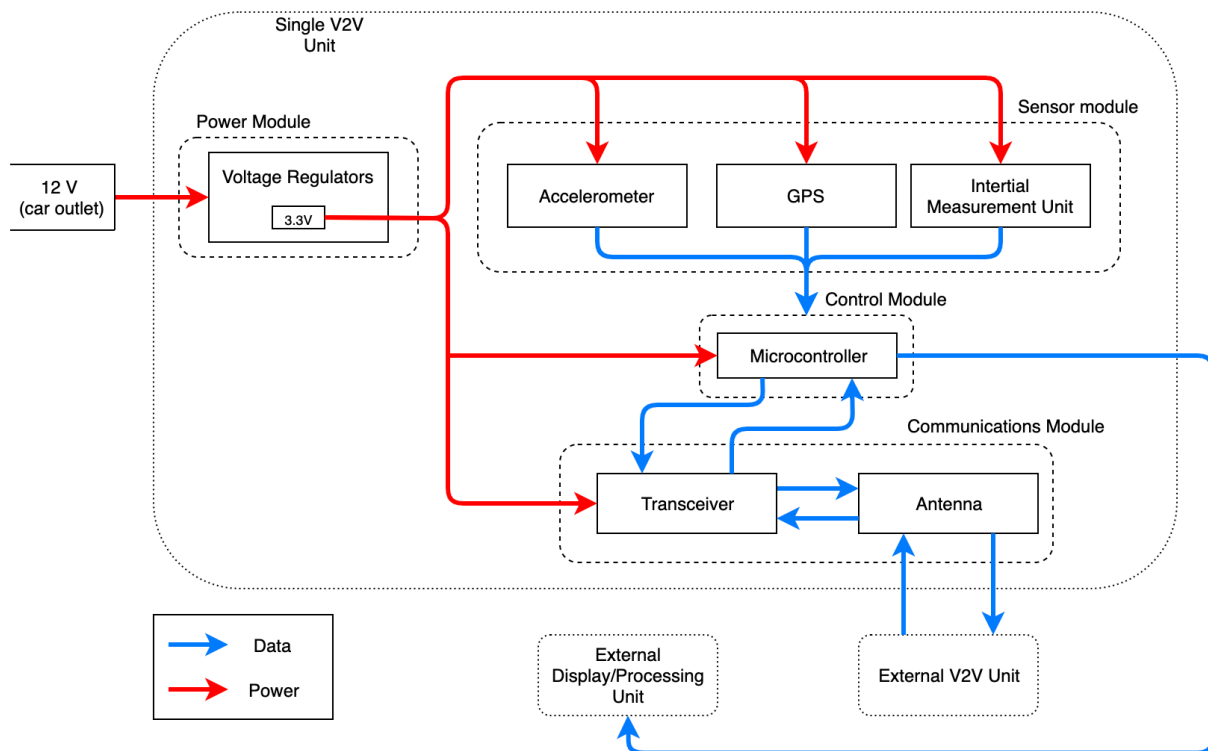 Single V2V
Unit
Sensor module
Power Module
12 V
(car outlet)
Voltage Regulators
3.3V
Accelerometer
GPS
Intertial
Measurement Unit
Control Module
Microcontroller
Communications Module
Transceiver
Antenna
Data
Power
External
Display/Processing
Unit
External V2V Unit